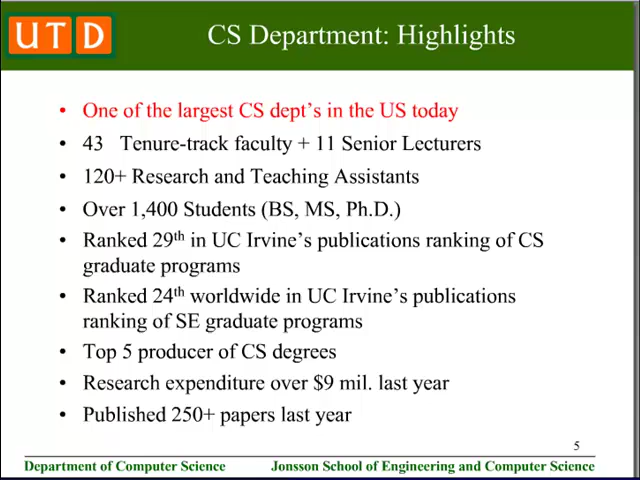 UTD
CS Department: Highlights
• One of the largest CS dept's in the US today
• 43 Tenure-track faculty + 11 Senior Lecturers
• 120+ Research and Teaching Assistants
• Over 1,400 Students (BS, MS, Ph.D.)
• Ranked 29th in UC Irvine's publications ranking of CS
graduate programs
• Ranked 24th worldwide in UC Irvine's publications
ranking of SE graduate programs
• Top 5 producer of CS degrees
• Research expenditure over $9 mil. last year
• Published 250+ papers last year
5
Department of Computer Science Jonsson School of Engineering and Computer Science